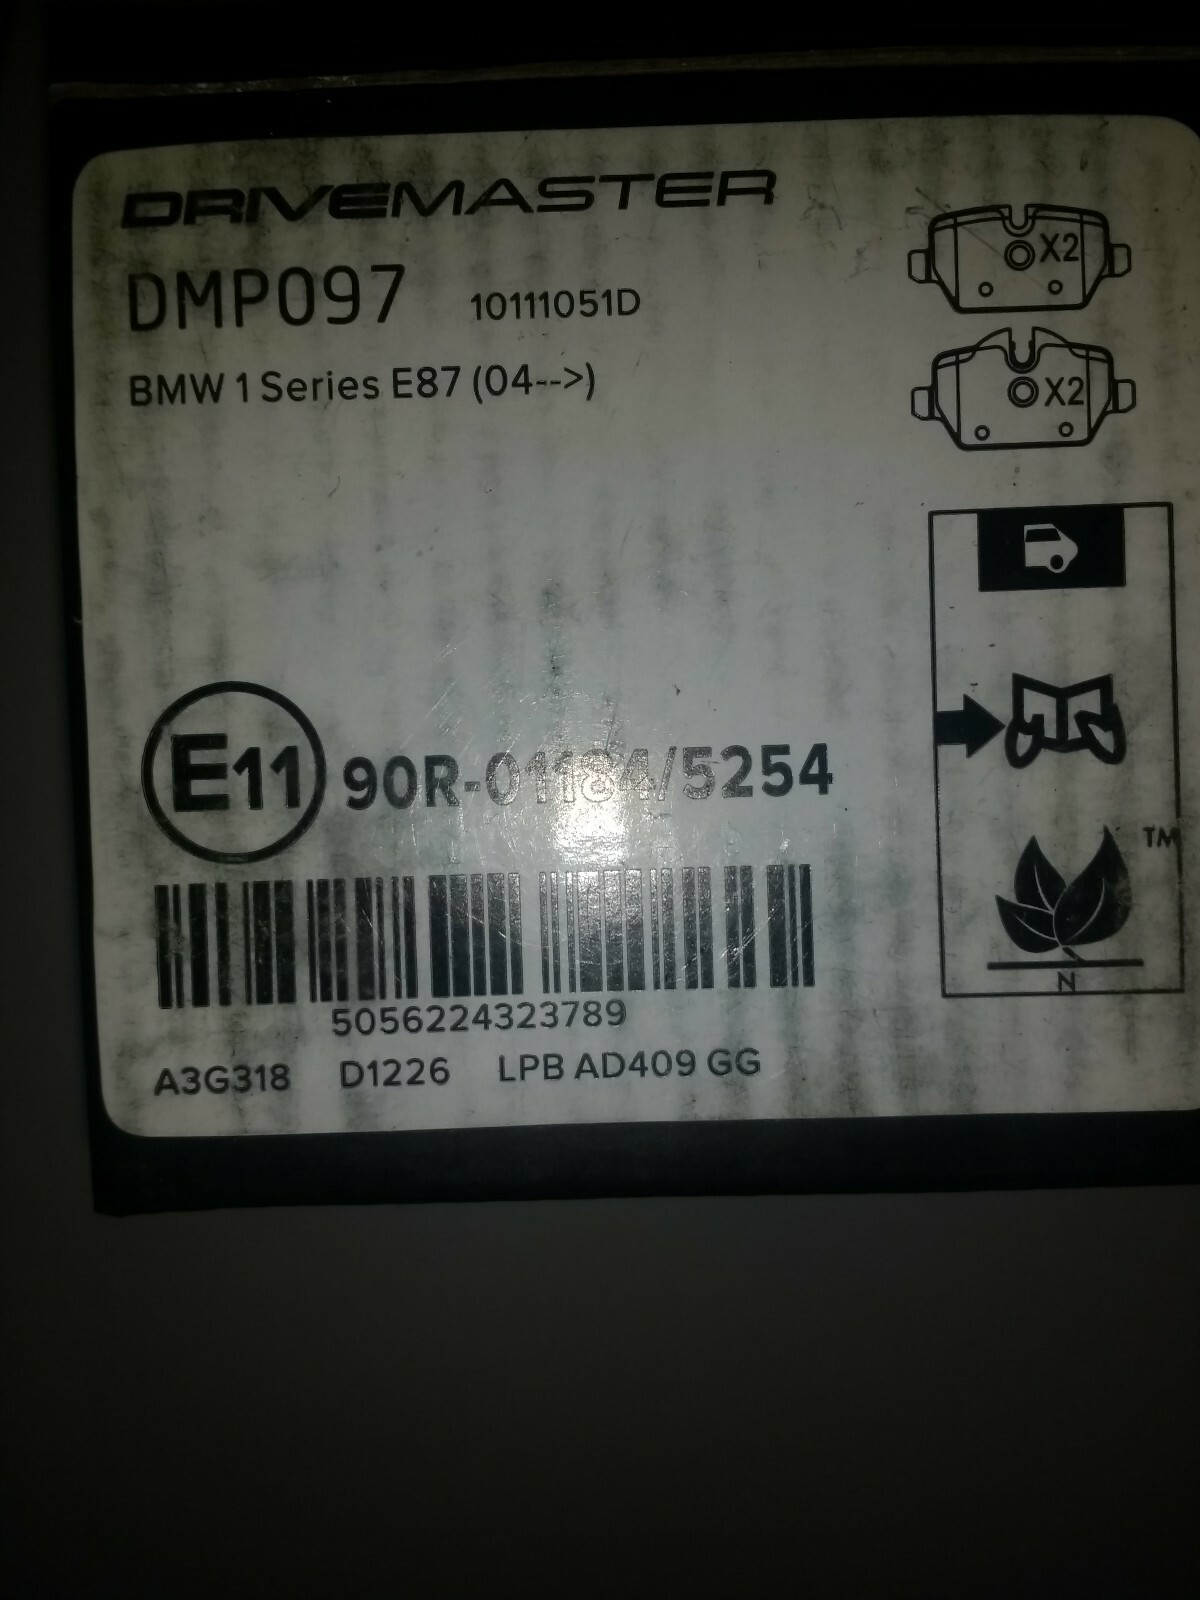 DRIVEMASTER
DMP097 10111051D
BMW 1 Series E87 (04-->)
X2
X2
E11 90R-01184/5254
TM
N
5056224323789
A3G318 D1226 LPB AD409 GG